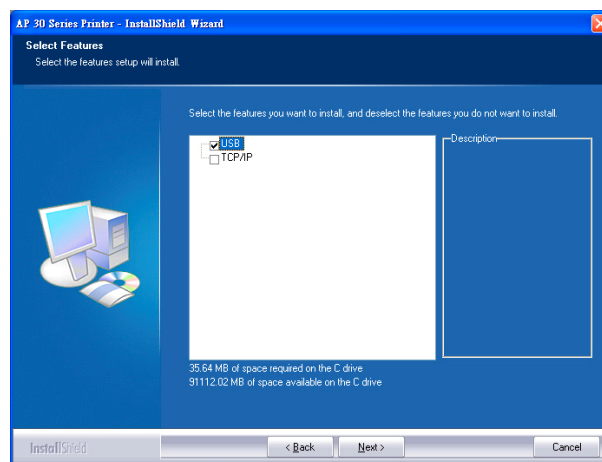 AP 30 Series Printer - InstallShield Wizard
Select Features
Select the features setup will install.
Select the features you want to install, and deselect the features you do not want to install.
USB
TCP/IP
Description
35.64 MB of space required on the C drive
91112.02 MB of space available on the C drive
InstallShield
< Back
Next >
Cancel